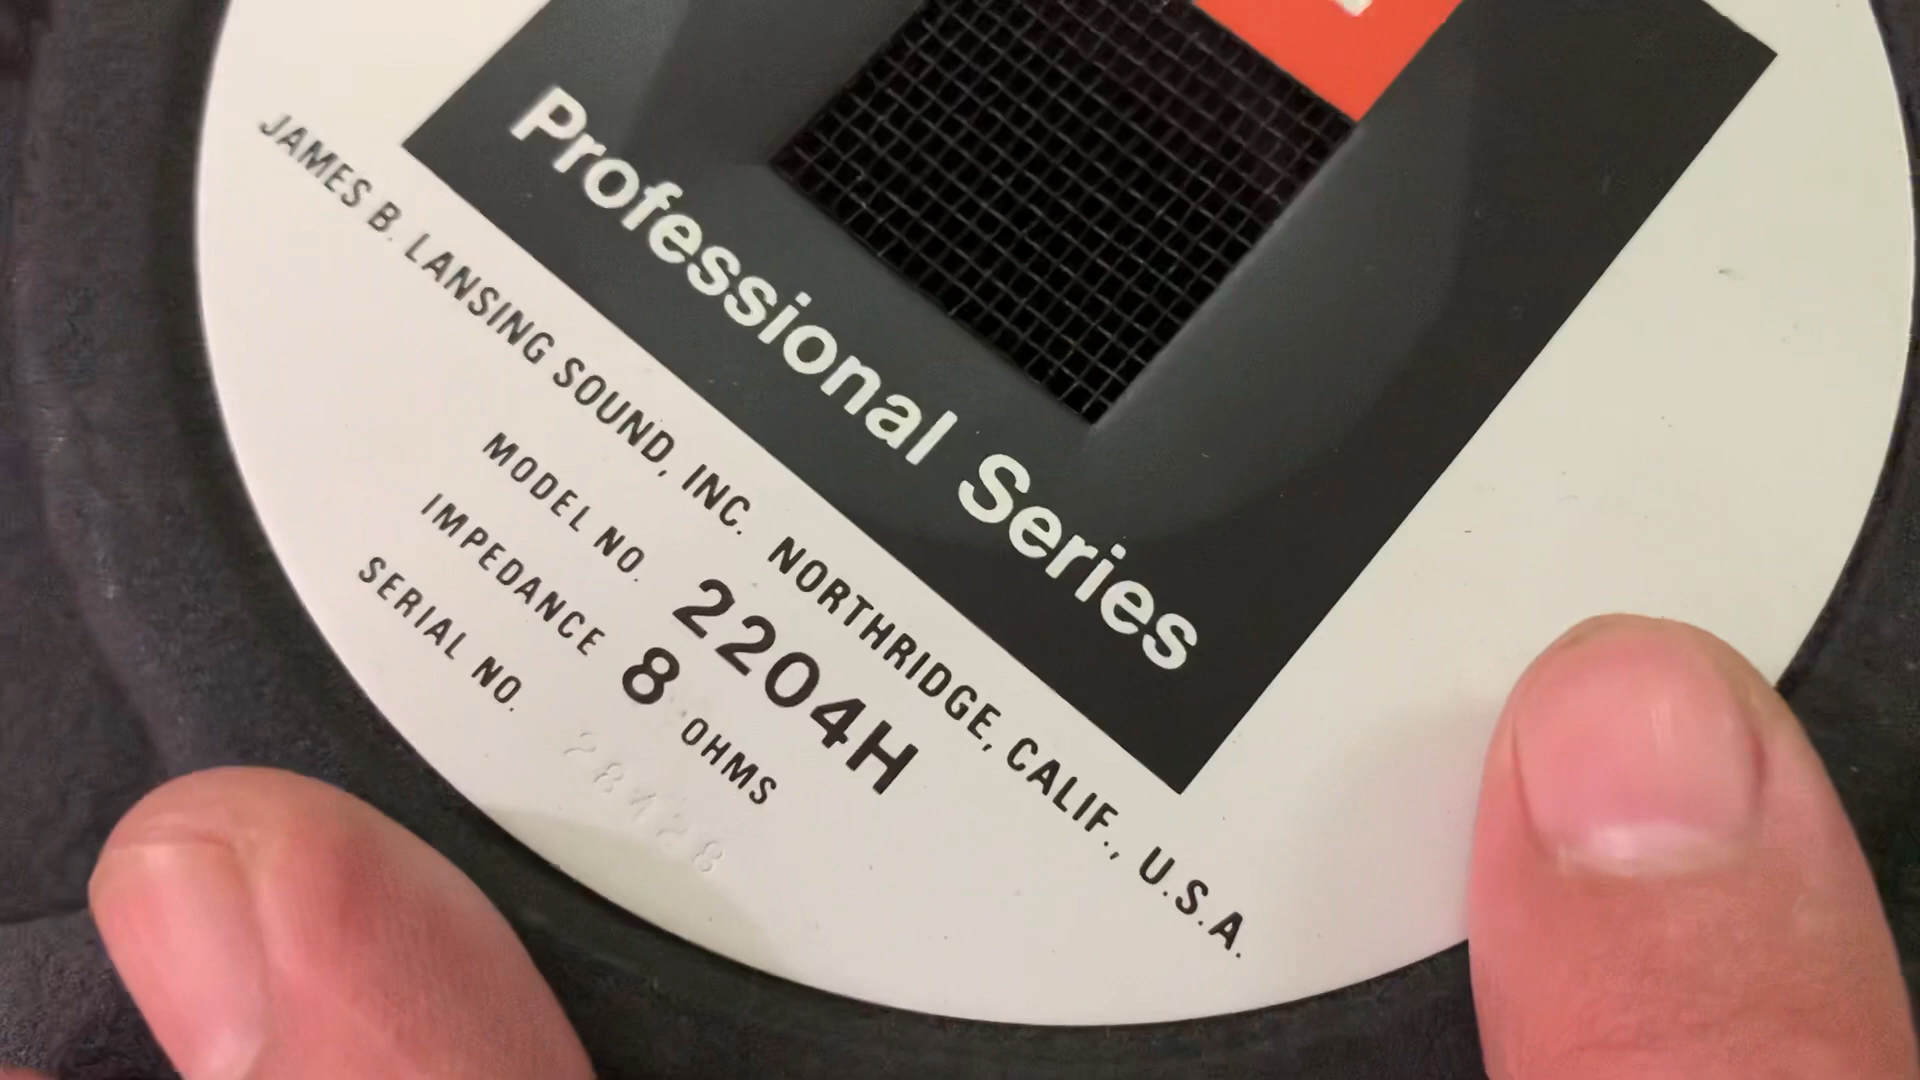 Professional Series
JAMES B. LANSING SOUND, INC. NORTHRIDGE, CALIF., U.S.A.
MODEL NO. 2204H
IMPEDANCE 8 OHMS
SERIAL NO.